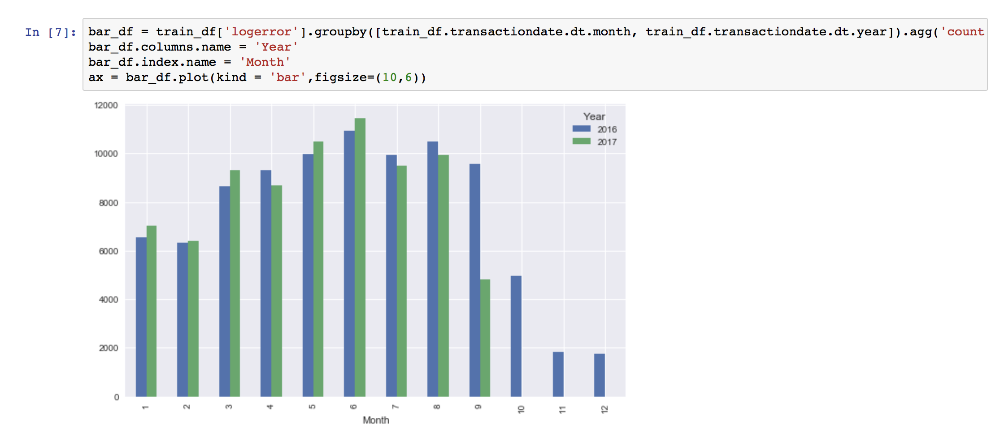 In [7]: bar_df = train_df['logerror'].groupby([train_df.transactiondate.dt.month, train_df.transactiondate.dt.year]).agg('count
bar_df.columns.name = 'Year'
bar_df.index.name = 'Month'
ax = bar_df.plot(kind = 'bar',figsize=(10,6))
12000
10000
8000
6000
4000
2000
0
Year
2016
2017
1 2 3 4 5 6 7 8 9 10 11 12
Month